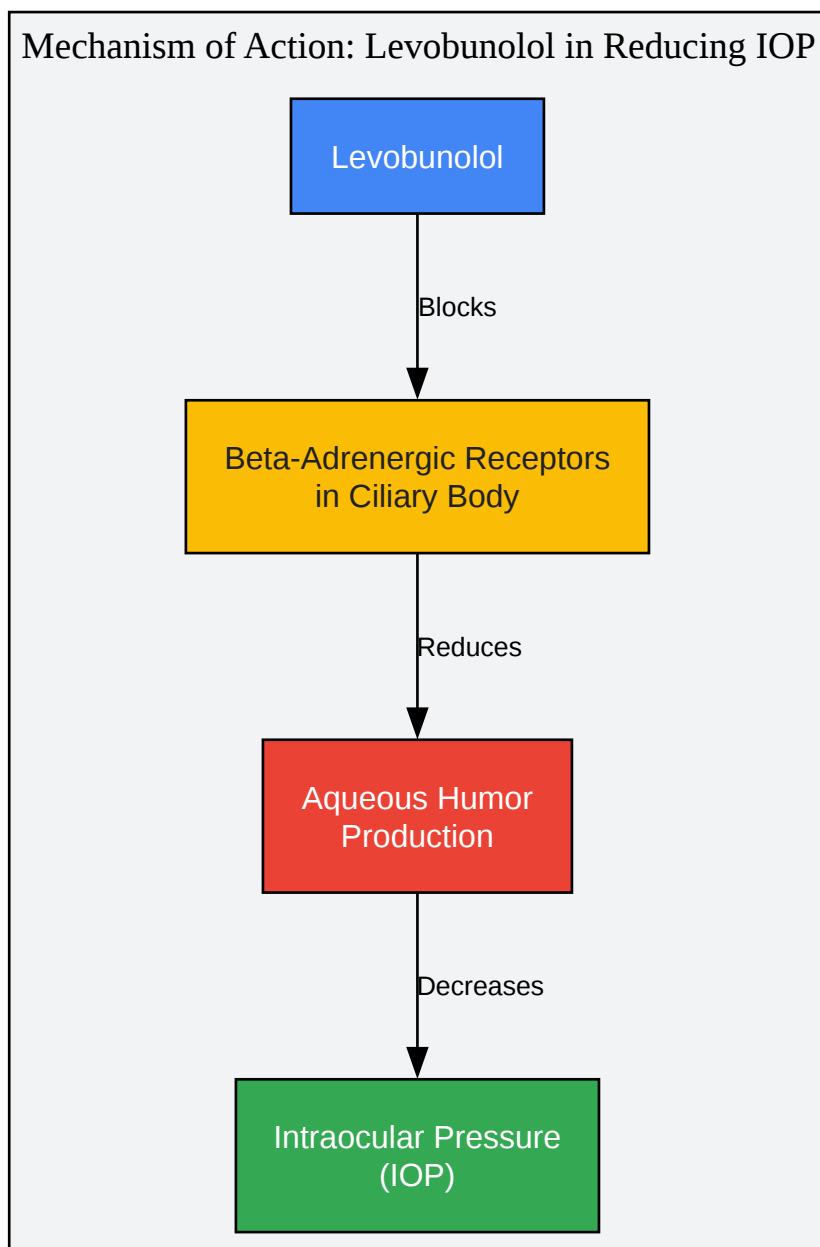 Mechanism of Action: Levobunolol in Reducing IOP
Levobunolol
Blocks
Beta-Adrenergic Receptors
in Ciliary Body
Reduces
Aqueous Humor
Production
Decreases
Intraocular Pressure
(IOP)